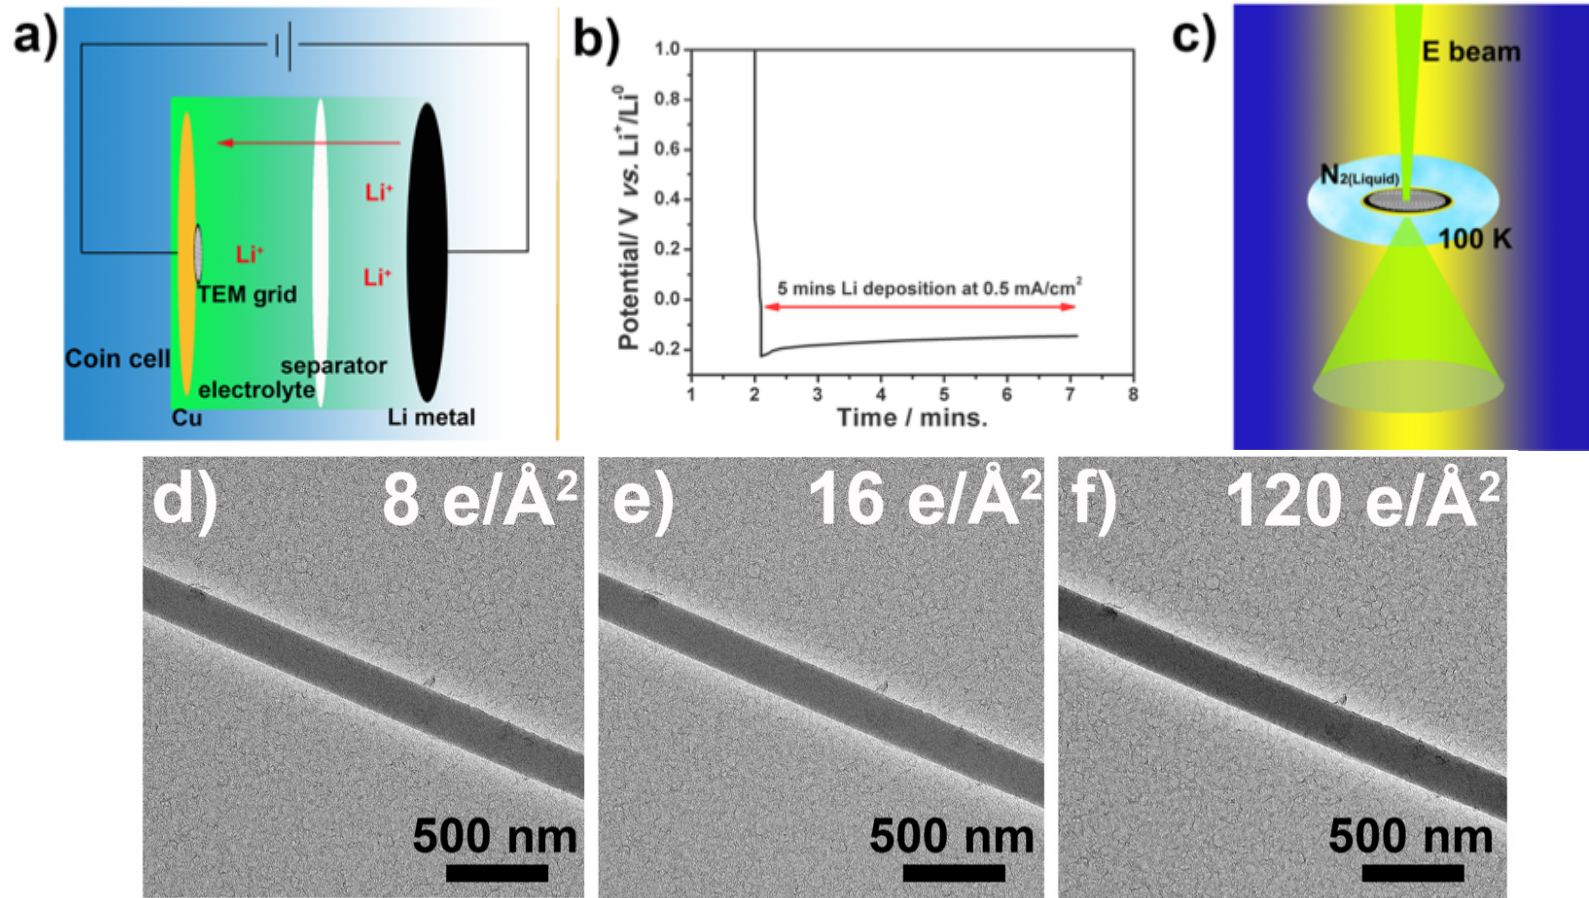 a)
Li⁺
Li⁺
Li⁺
TEM grid
Coin cell
separator
electrolyte
Cu
Li metal
b)
1.0
0.8
0.6
0.4
0.2
0.0
-0.2
Potential/ V vs. Li⁺/Li⁰
5 mins Li deposition at 0.5 mA/cm²
1 2 3 4 5 6 7 8
Time / mins.
c)
E beam
N₂(Liquid)
100 K
d) 8 e/Å²
500 nm
e) 16 e/Å²
500 nm
f) 120 e/Å²
500 nm